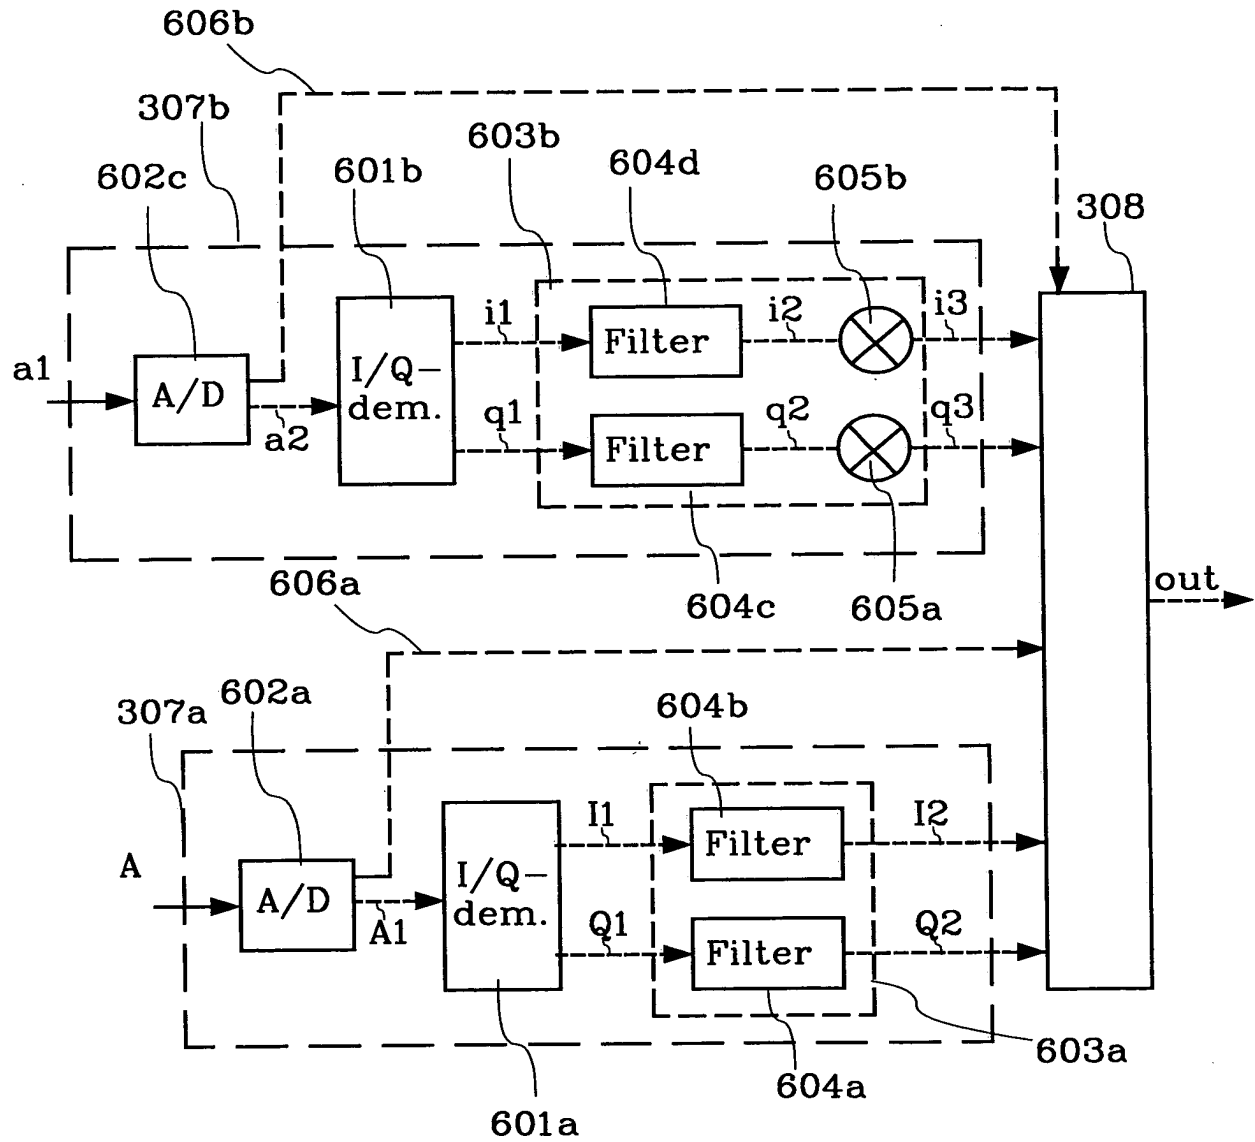 606b
307b
602c
601b
603b
604d
605b
308
i1
i2
i3
Filter
a1
A/D
I/Q-
dem.
a2
q1
q2
q3
Filter
606a
604c
605a
out
307a
602a
604b
I1
I2
Filter
A
A/D
I/Q-
dem.
A1
Q1
Q2
Filter
603a
604a
601a